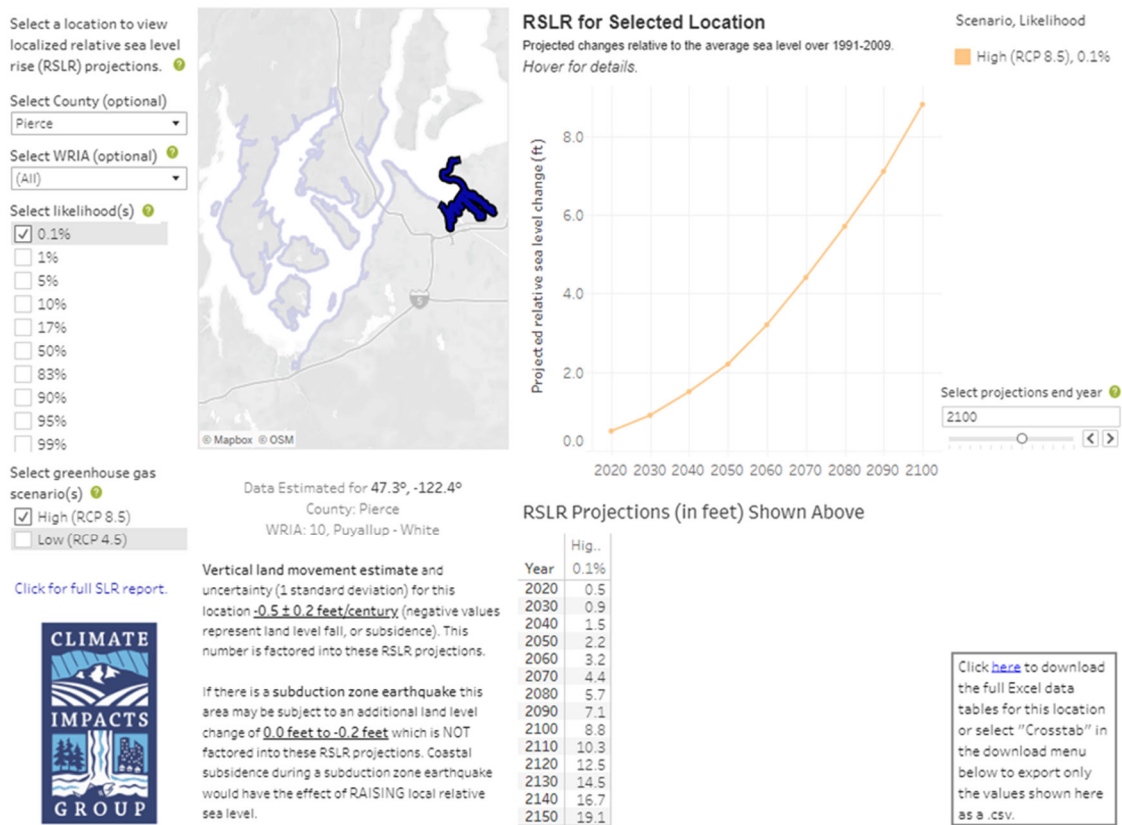 Select a location to view
localized relative sea level
rise (RSLR) projections. ?
Select County (optional)
Pierce
Select WRIA (optional) ?
(All)
Select likelihood(s) ?
0.1%
1%
5%
10%
17%
50%
83%
90%
95%
99%
Select greenhouse gas
scenario(s) ?
High (RCP 8.5)
Low (RCP 4.5)
Click for full SLR report.
CLIMATE
IMPACTS
GROUP
5
© Mapbox © OSM
Data Estimated for 47.3º, -122.4º
County: Pierce
WRIA: 10, Puyallup - White
Vertical land movement estimate and
uncertainty (1 standard deviation) for this
location -0.5 ± 0.2 feet/century (negative values
represent land level fall, or subsidence). This
number is factored into these RSLR projections.
If there is a subduction zone earthquake this
area may be subject to an additional land level
change of 0.0 feet to -0.2 feet which is NOT
factored into these RSLR projections. Coastal
subsidence during a subduction zone earthquake
would have the effect of RAISING local relative
sea level.
RSLR for Selected Location
Projected changes relative to the average sea level over 1991-2009.
Hover for details.
Projected relative sea level change (ft)
8.0
6.0
4.0
2.0
0.0
2020 2030 2040 2050 2060 2070 2080 2090 2100
Scenario, Likelihood
High (RCP 8.5), 0.1%
Select projections end year ?
2100
RSLR Projections (in feet) Shown Above
Hig..
Year 0.1%
2020 0.5
2030 0.9
2040 1.5
2050 2.2
2060 3.2
2070 4.4
2080 5.7
2090 7.1
2100 8.8
2110 10.3
2120 12.5
2130 14.5
2140 16.7
2150 19.1
Click here to download
the full Excel data
tables for this location
or select "Crosstab" in
the download menu
below to export only
the values shown here
as a .csv.